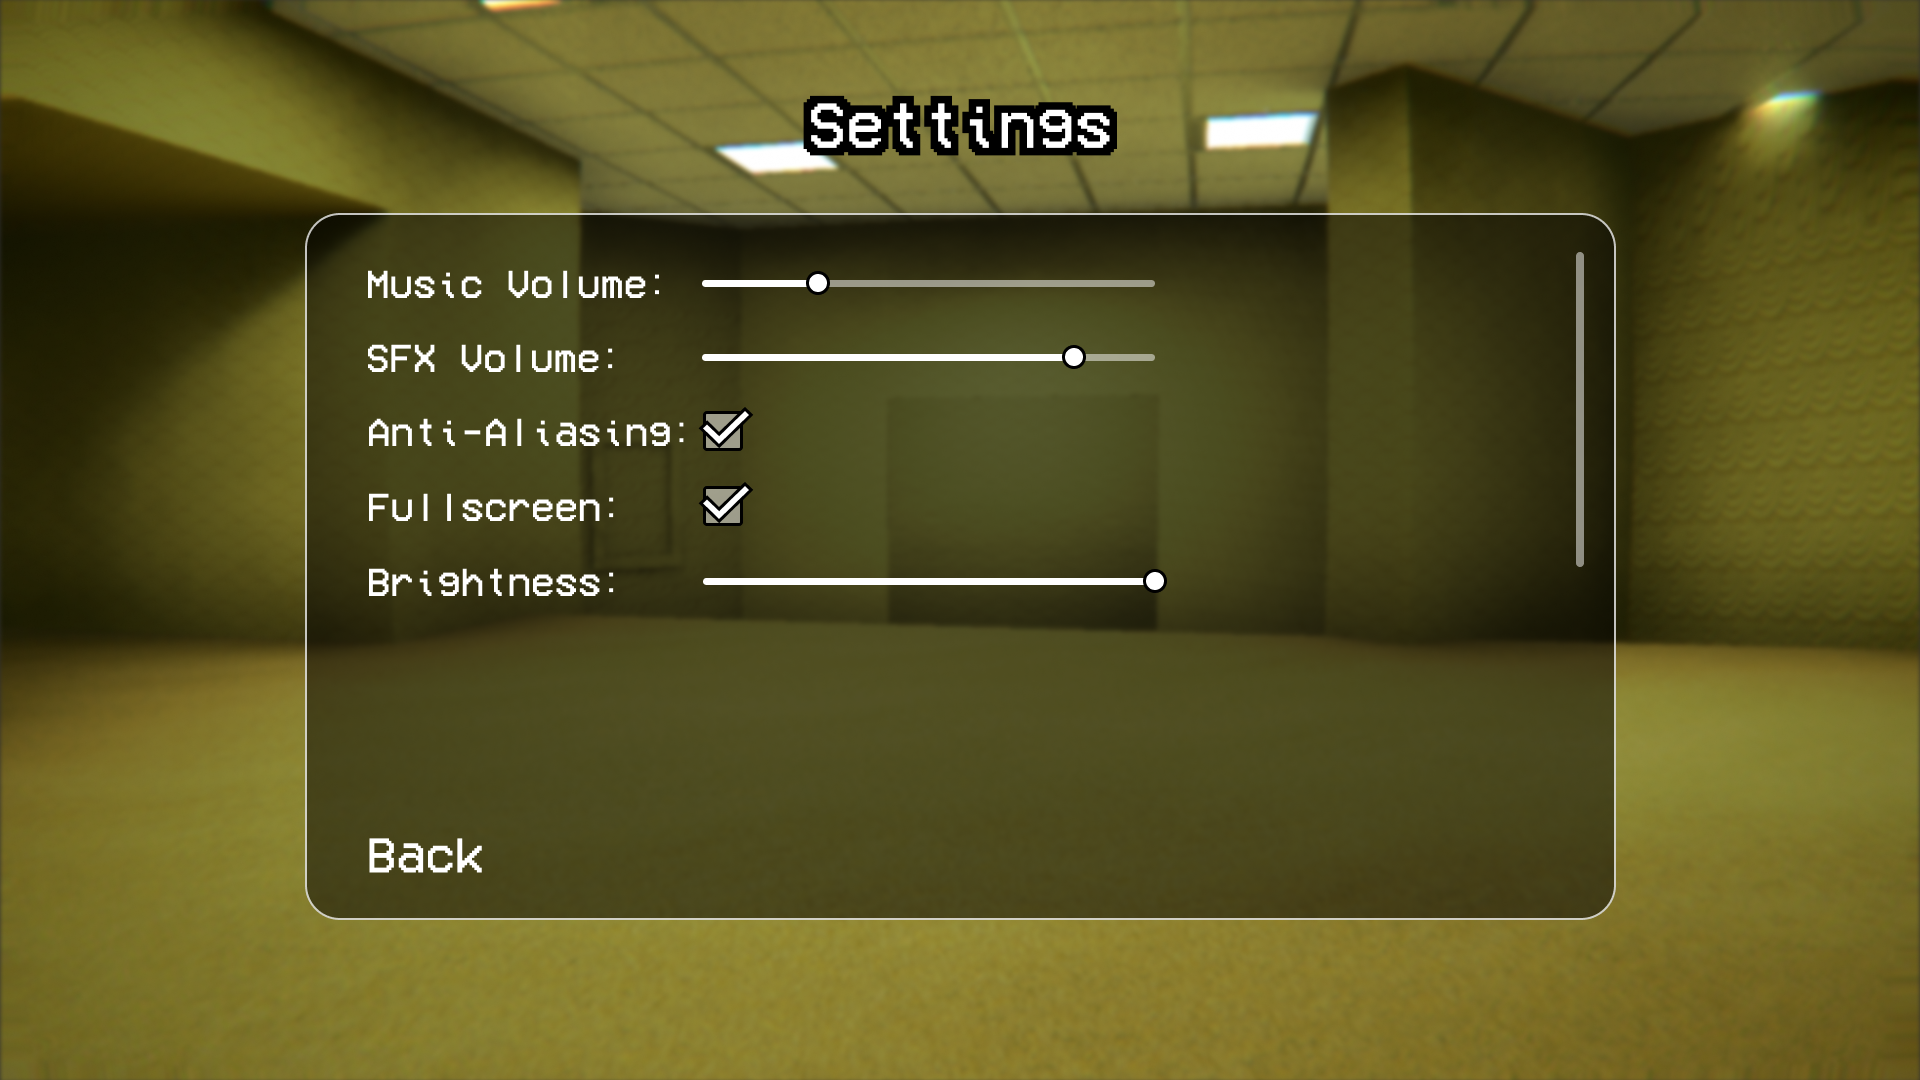 Settings
Music Volume:
SFX Volume:
Anti-Aliasing:
Fullscreen:
Brightness:
Back